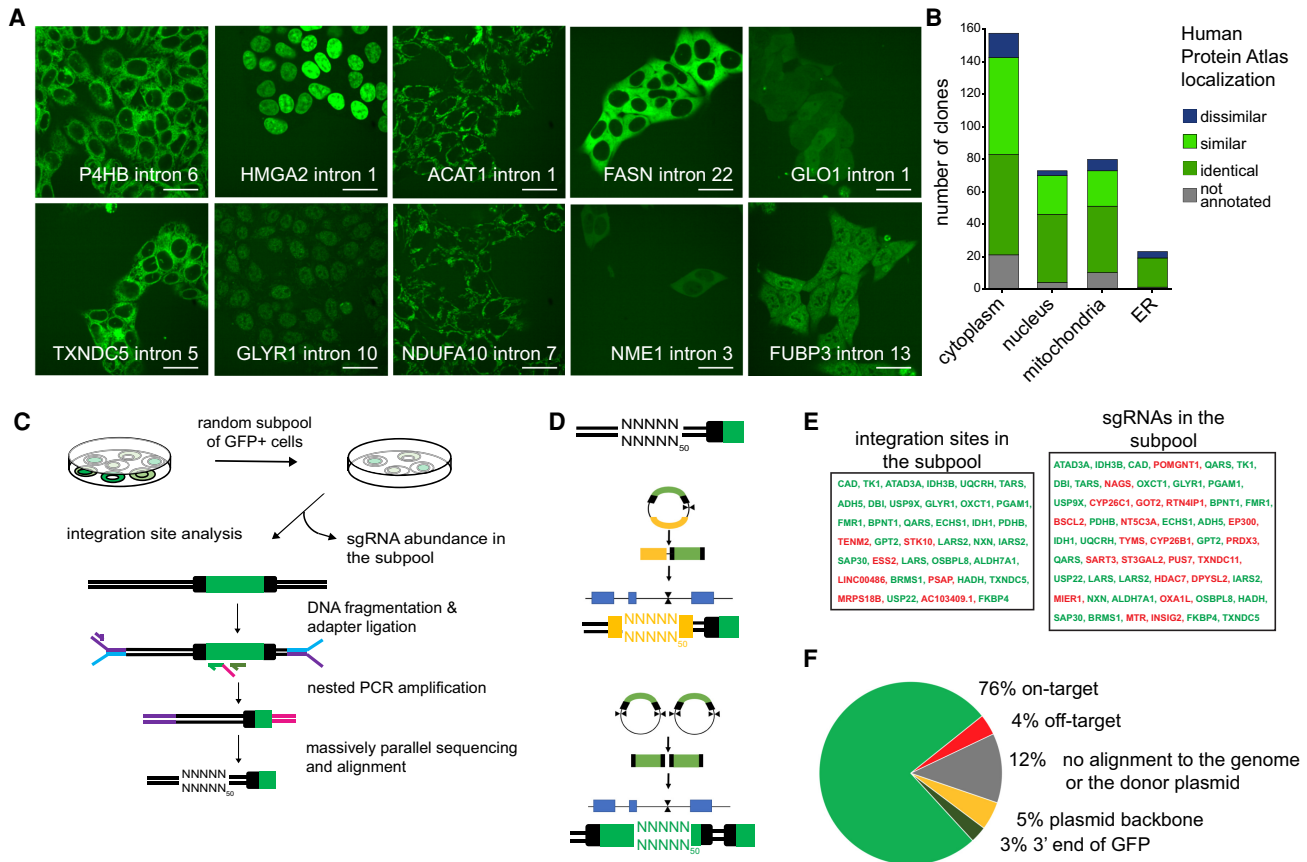 A
P4HB intron 6
HMGA2 intron 1
ACAT1 intron 1
FASN intron 22
GLO1 intron 1
TXNDC5 intron 5
GLYR1 intron 10
NDUFA10 intron 7
NME1 intron 3
FUBP3 intron 13
B
number of clones
160
140
120
100
80
60
40
20
0
cytoplasm
nucleus
mitochondria
ER
Human
Protein Atlas
localization
dissimilar
similar
identical
not
annotated
C
random subpool
of GFP+ cells
integration site analysis
sgRNA abundance in
the subpool
DNA fragmentation &
adapter ligation
nested PCR amplification
massively parallel sequencing
and alignment
NNNNN
NNNNN50
D
NNNNN
NNNNN50
NNNNN
NNNNN50
NNNNN
NNNNN50
E
integration sites in
the subpool
CAD, TK1, ATAD3A, IDH3B, UQCRH, TARS,
ADH5, DBI, USP9X, GLYR1, OXCT1, PGAM1,
FMR1, BPNT1, QARS, ECHS1, IDH1, PDHB,
TENM2, GPT2, STK10, LARS2, NXN, IARS2,
SAP30, ESS2, LARS, OSBPL8, ALDH7A1,
LINC00486, BRMS1, PSAP, HADH, TXNDC5,
MRPS18B, USP22, AC103409.1, FKBP4
sgRNAs in the
subpool
ATAD3A, IDH3B, CAD, POMGNT1, QARS, TK1,
DBI, TARS, NAGS, OXCT1, GLYR1, PGAM1,
USP9X, CYP26C1, GOT2, RTN4IP1, BPNT1, FMR1,
BSCL2, PDHB, NT5C3A, ECHS1, ADH5, EP300,
IDH1, UQCRH, TYMS, CYP26B1, GPT2, PRDX3,
QARS, SART3, ST3GAL2, PUS7, TXNDC11,
USP22, LARS, LARS2, HDAC7, DPYSL2, IARS2,
MIER1, NXN, ALDH7A1, OXA1L, OSBPL8, HADH,
SAP30, BRMS1, MTR, INSIG2, FKBP4, TXNDC5
F
76% on-target
4% off-target
12% no alignment to the genome
or the donor plasmid
5% plasmid backbone
3% 3' end of GFP